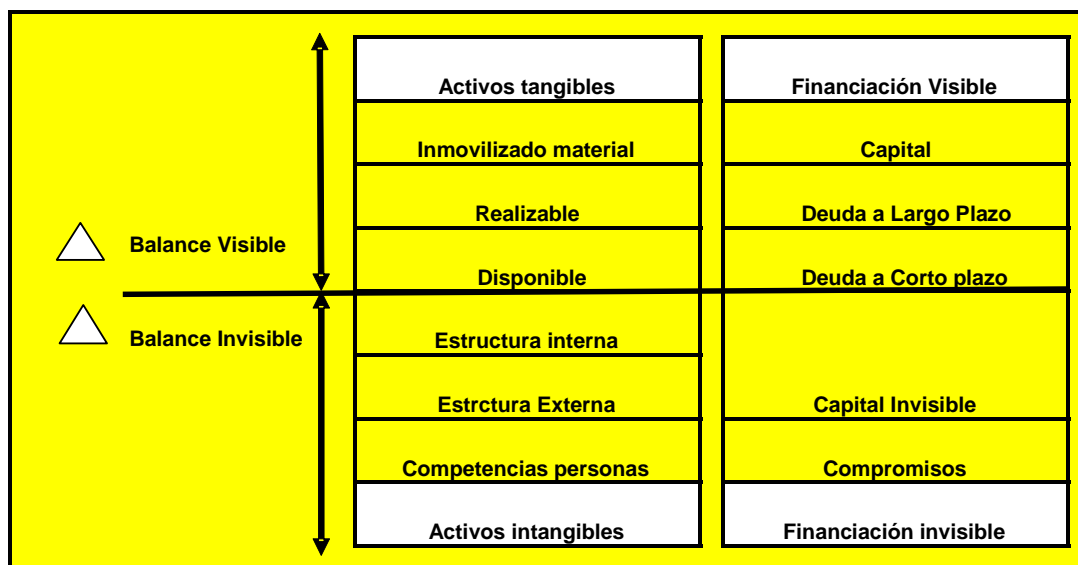 Activos tangibles
Financiación Visible
Inmovilizado material
Capital
Realizable
Deuda a Largo Plazo
Balance Visible
Disponible
Deuda a Corto plazo
Balance Invisible
Estructura interna
Estrctura Externa
Capital Invisible
Competencias personas
Compromisos
Activos intangibles
Financiación invisible